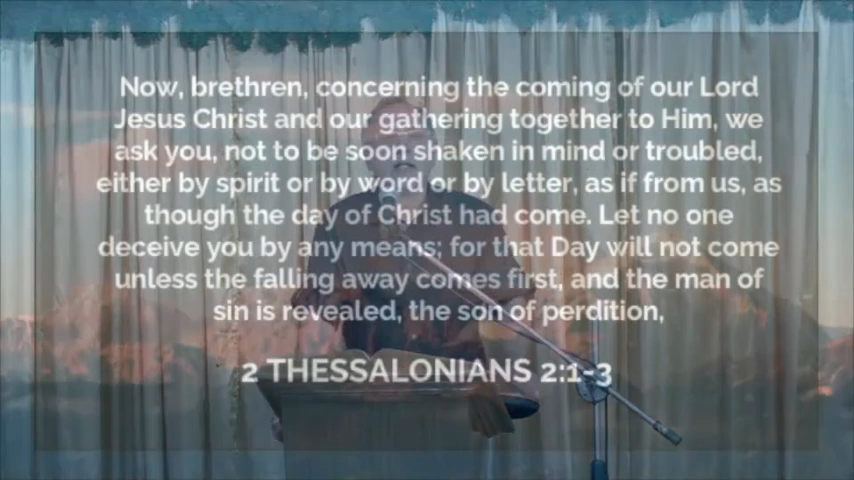 Now, brethren, concerning the coming of our Lord
Jesus Christ and our gathering together to Him, we
ask you, not to be soon shaken in mind or troubled,
either by spirit or by word or by letter, as if from us, as
though the day of Christ had come. Let no one
deceive you by any means; for that Day will not come
unless the falling away comes first, and the man of
sin is revealed, the son of perdition,
2 THESSALONIANS 2:1-3